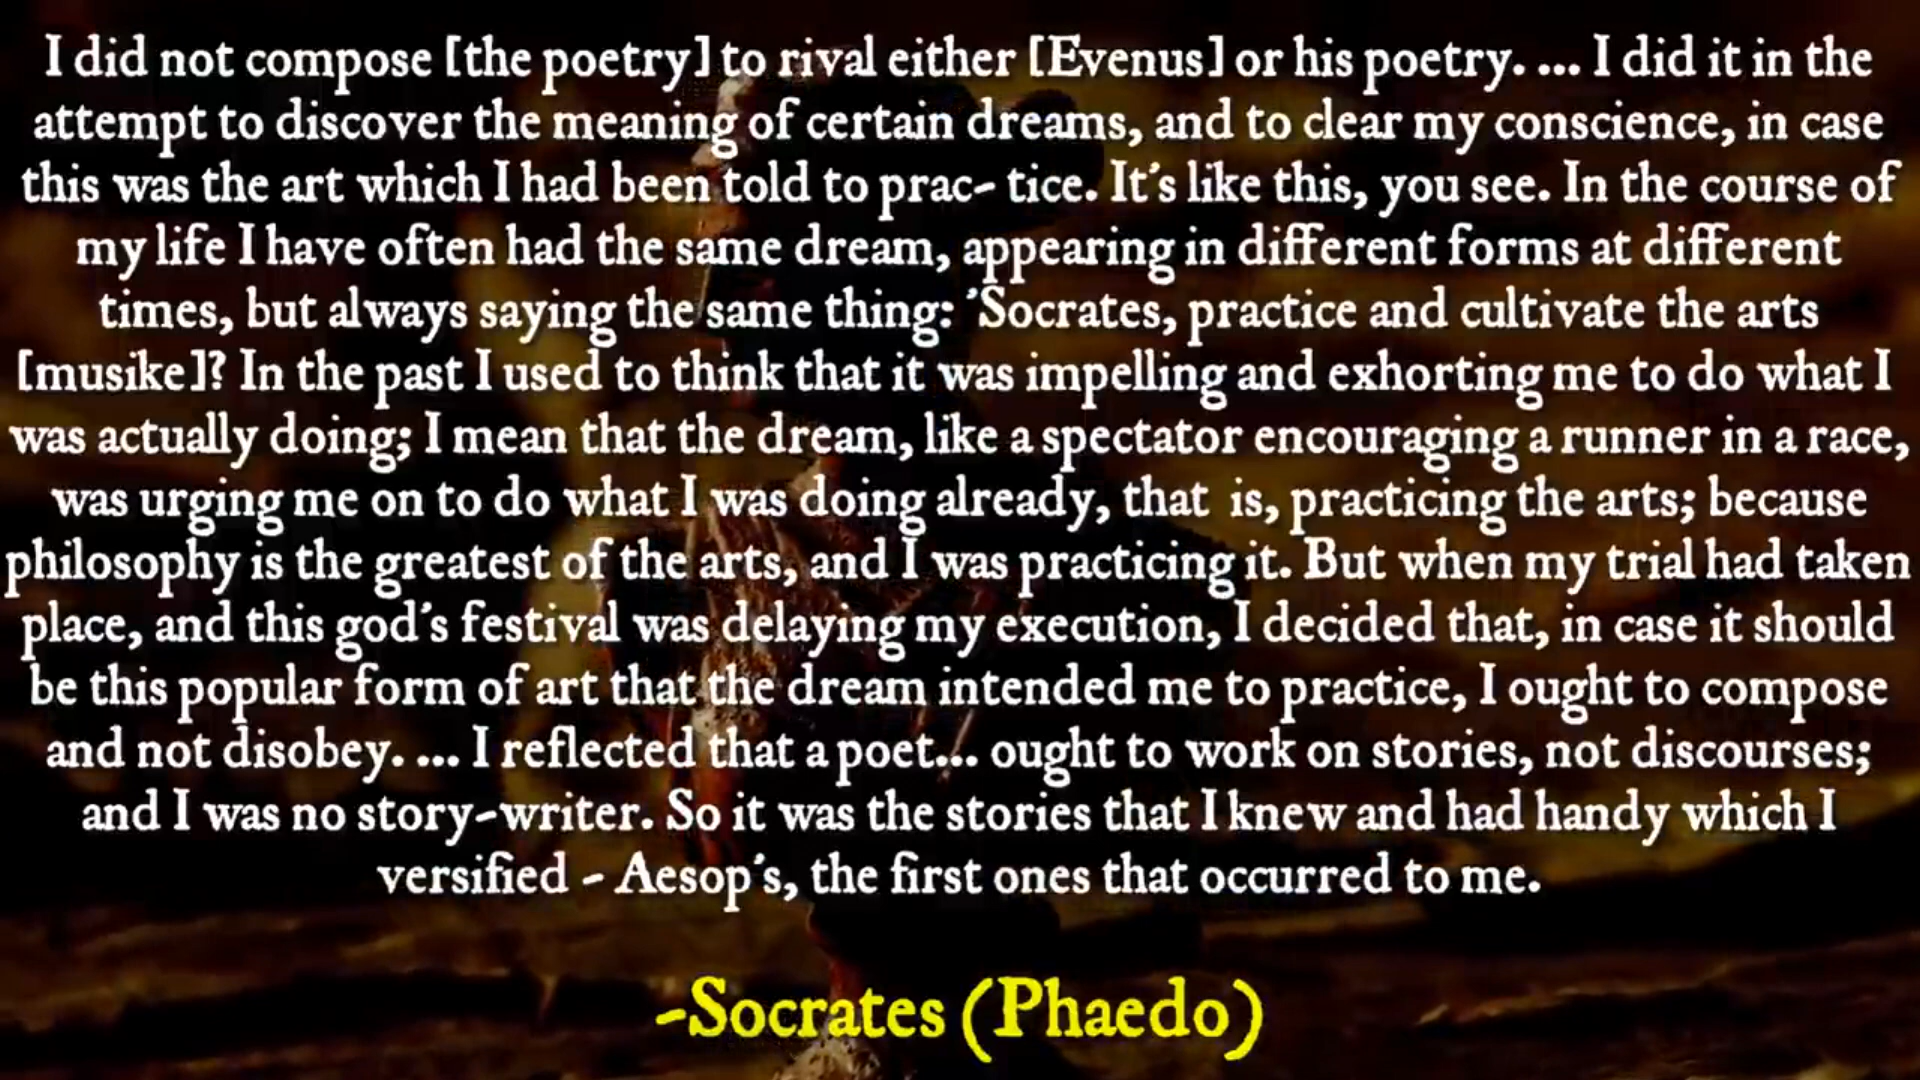 I did not compose [the poetry] to rival either [Evenus] or his poetry. ... I did it in the
attempt to discover the meaning of certain dreams, and to clear my conscience, in case
this was the art which I had been told to prac- tice. It's like this, you see. In the course of
my life I have often had the same dream, appearing in different forms at different
times, but always saying the same thing: 'Socrates, practice and cultivate the arts
[musike]? In the past I used to think that it was impelling and exhorting me to do what I
was actually doing; I mean that the dream, like a spectator encouraging a runner in a race,
was urging me on to do what I was doing already, that is, practicing the arts; because
philosophy is the greatest of the arts, and I was practicing it. But when my trial had taken
place, and this god's festival was delaying my execution, I decided that, in case it should
be this popular form of art that the dream intended me to practice, I ought to compose
and not disobey. ... I reflected that a poet... ought to work on stories, not discourses;
and I was no story-writer. So it was the stories that I knew and had handy which I
versified - Aesop's, the first ones that occurred to me.
-Socrates (Phaedo)